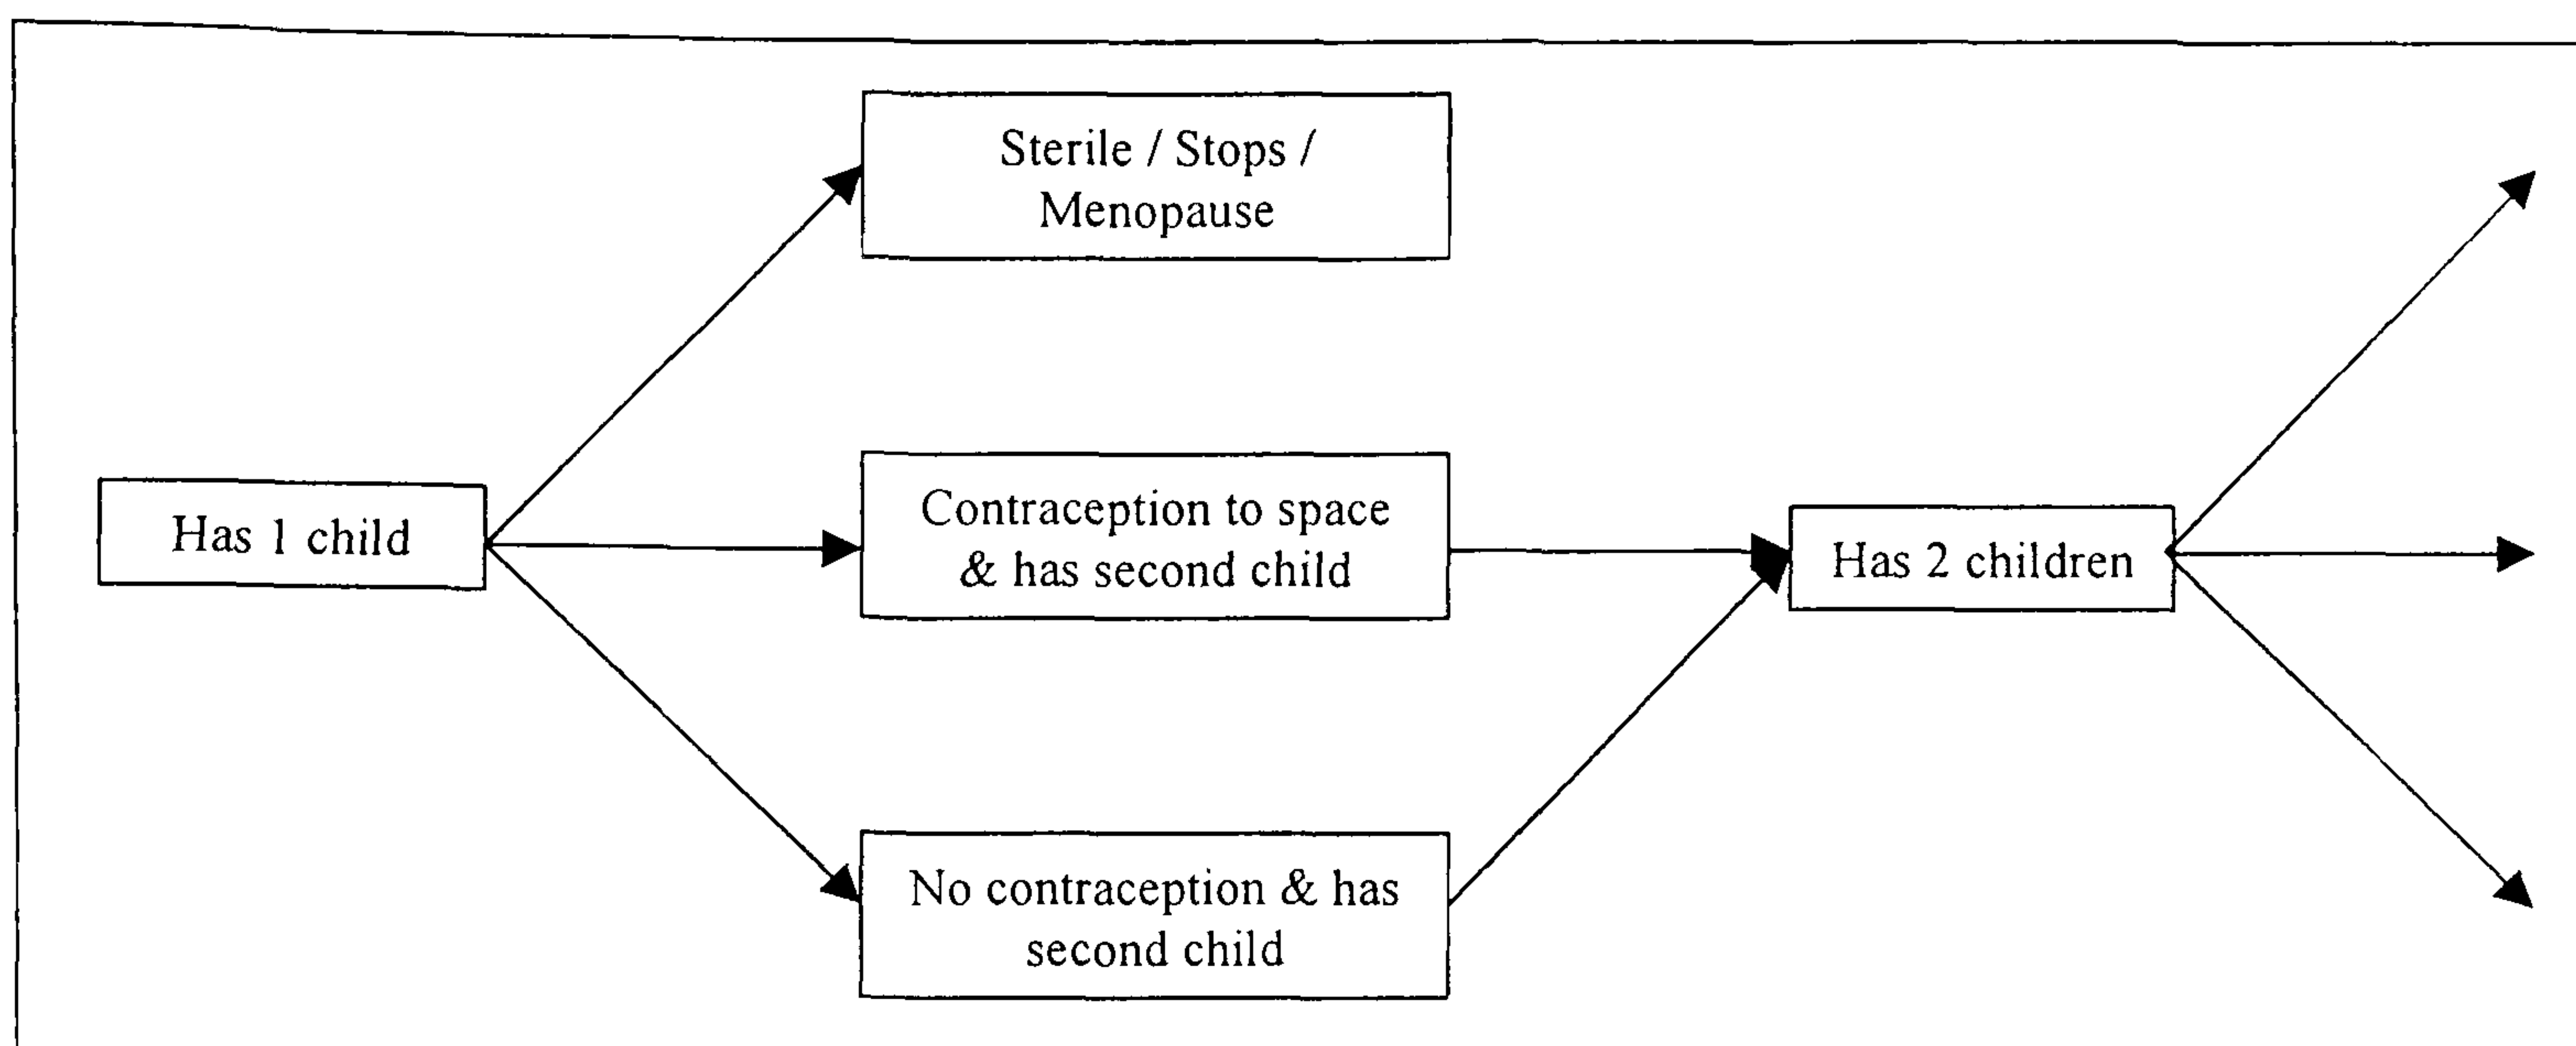 Sterile / Stops /
Menopause
Has 1 child
Contraception to space
& has second child
Has 2 children
No contraception & has
second child